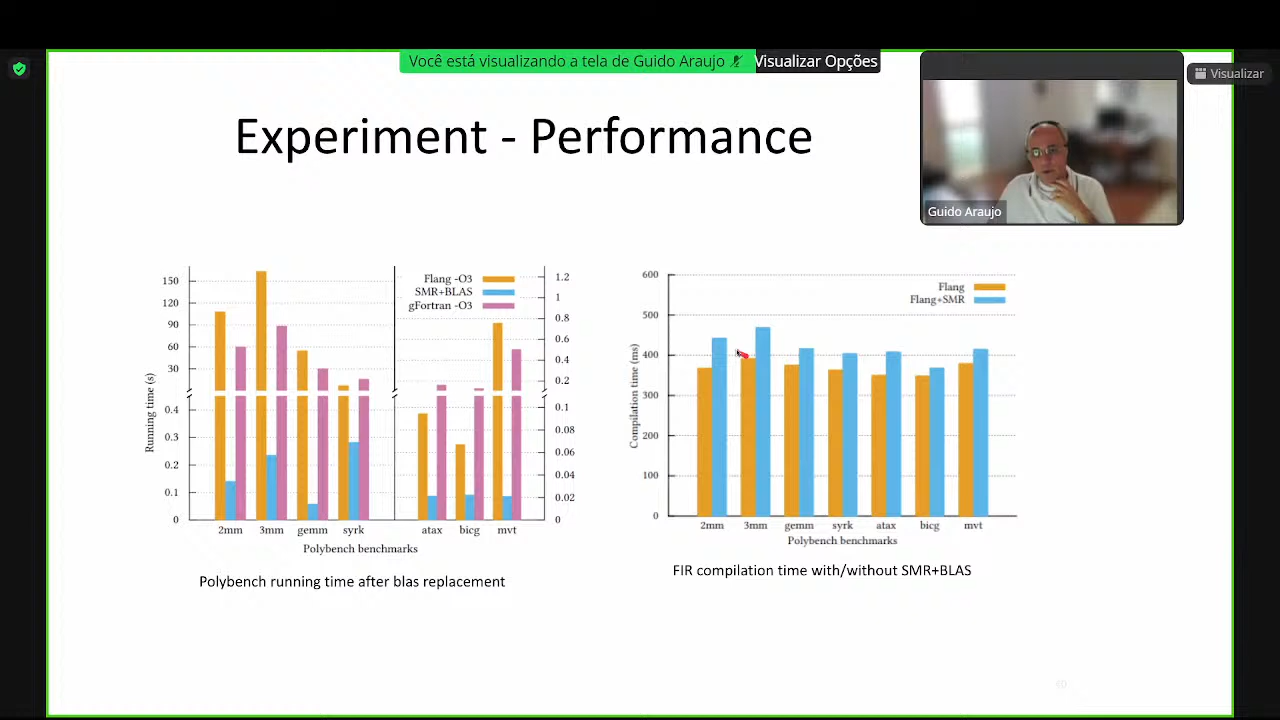 Você está visualizando a tela de Guido Araujo
Visualizar Opções
Visualizar
Experiment - Performance
Guido Araujo
Flang -O3
SMR+BLAS
gFortran -O3
150
120
90
60
30
0.4
0.3
0.2
0.1
0
1.2
1
0.8
0.6
0.4
0.2
0.1
0.08
0.06
0.04
0.02
0
Running time (s)
2mm 3mm gemm syrk atax bicg mvt
Polybench benchmarks
Polybench running time after blas replacement
Flang
Flang+SMR
600
500
400
300
200
100
0
Compilation time (ms)
2mm 3mm gemm syrk atax bicg mvt
Polybench benchmarks
FIR compilation time with/without SMR+BLAS